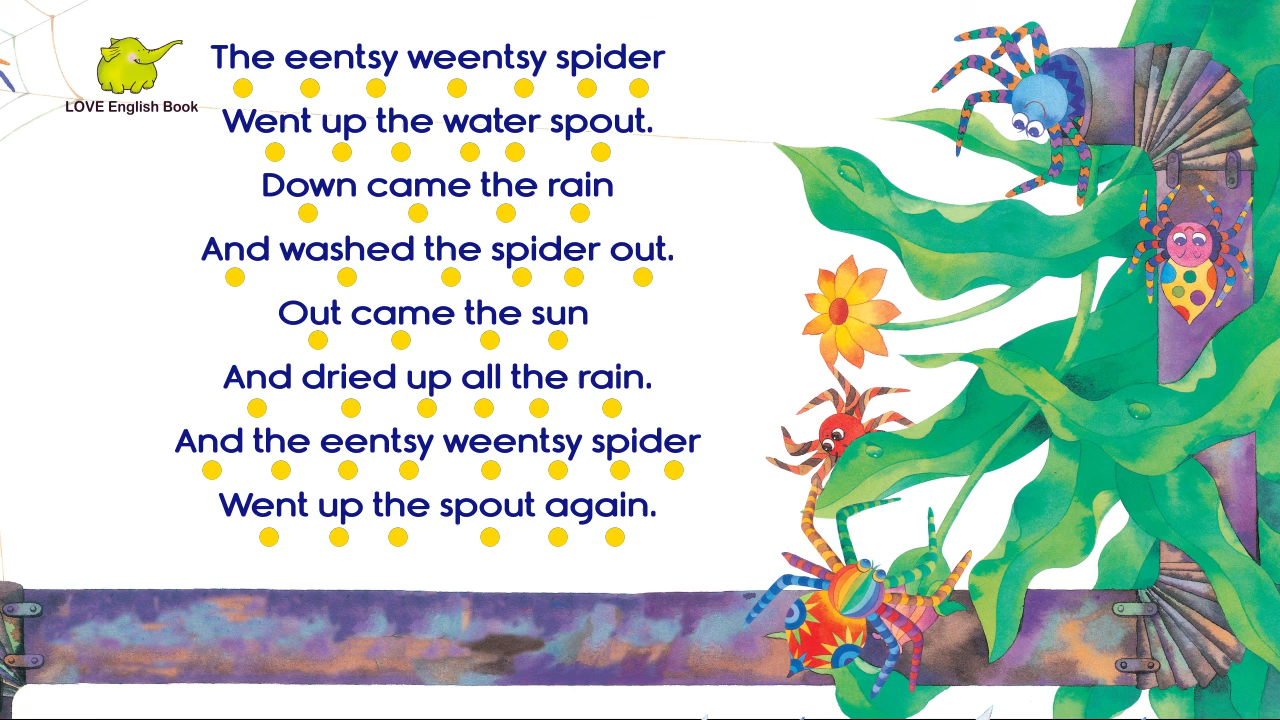 LOVE English Book
The eentsy weentsy spider
Went up the water spout.
Down came the rain
And washed the spider out.
Out came the sun
And dried up all the rain.
And the eentsy weentsy spider
Went up the spout again.